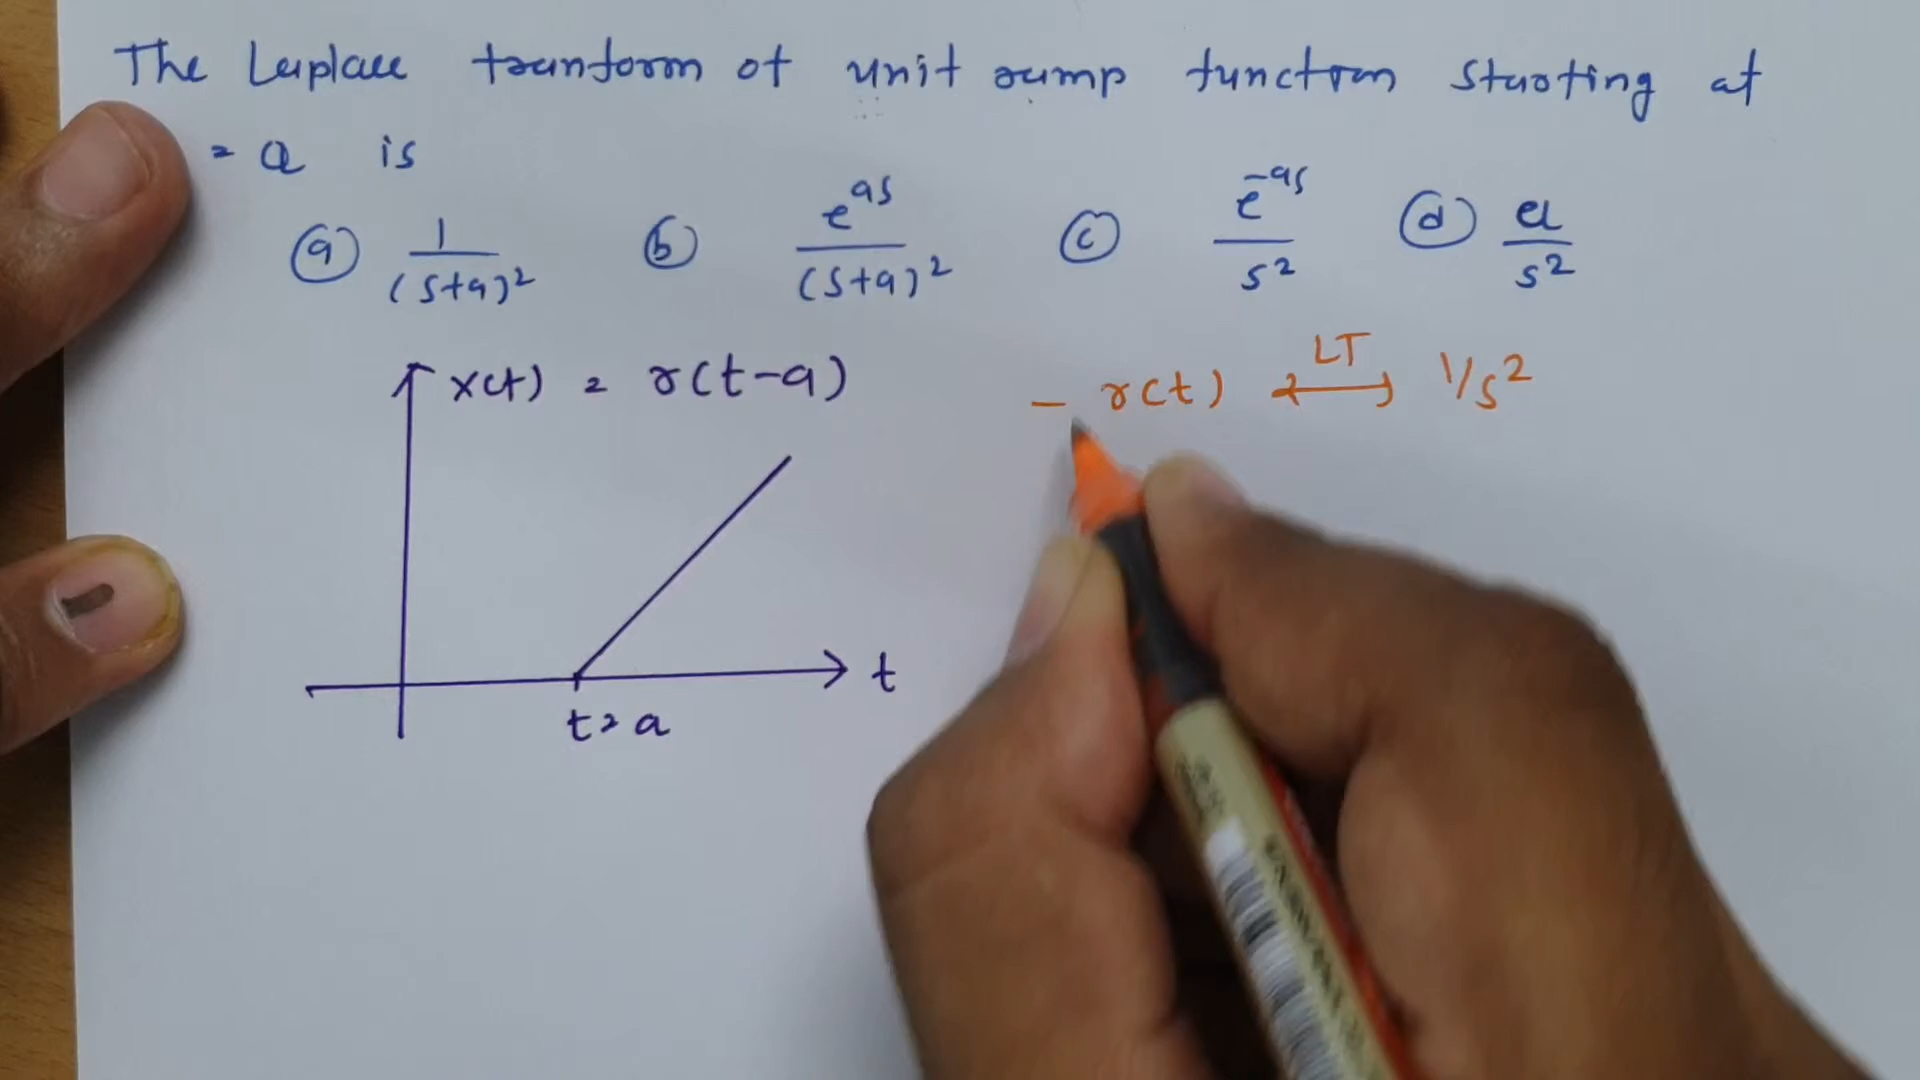 The Laplace tranform of unit ramp function starting at
= a is
(a) 1/(s+a)² (b) e^as/(s+a)² (c) e^-as/s² (d) a/s²
x(t) = r(t-a)
- r(t) ⟷ LT 1/s²
t
t = a